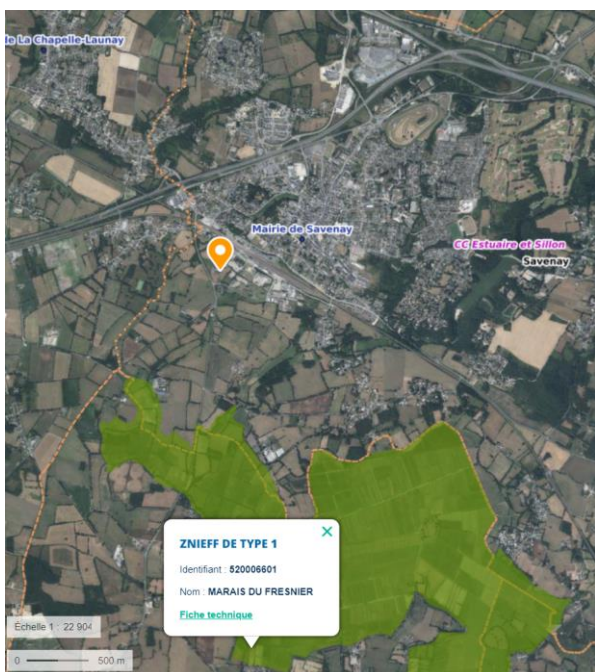 de La Chapelle-Launay
Mairie de Savenay
CC Estuaire et Sillon
Savenay
ZNIEFF DE TYPE 1
Identifiant : 520006601
Nom : MARAIS DU FRESNIER
Fiche technique
Échelle 1 : 22 904
0 500 m